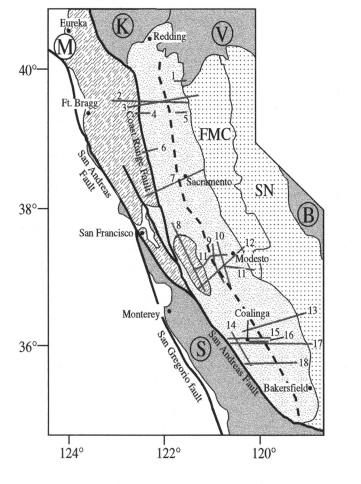 Eureka
K
V
M
Redding
40°
1
2
3
4
5
Ft. Bragg
Coast Range Fault
FMC
6
San Andreas
Fault
7
Sacramento
SN
38°
B
San Francisco
8
9
10
12
11
11
Modesto
Coalinga
13
Monterey
14
15
16
17
36°
S
San Gregorio fault
San Andreas Fault
18
Bakersfield
124°
122°
120°